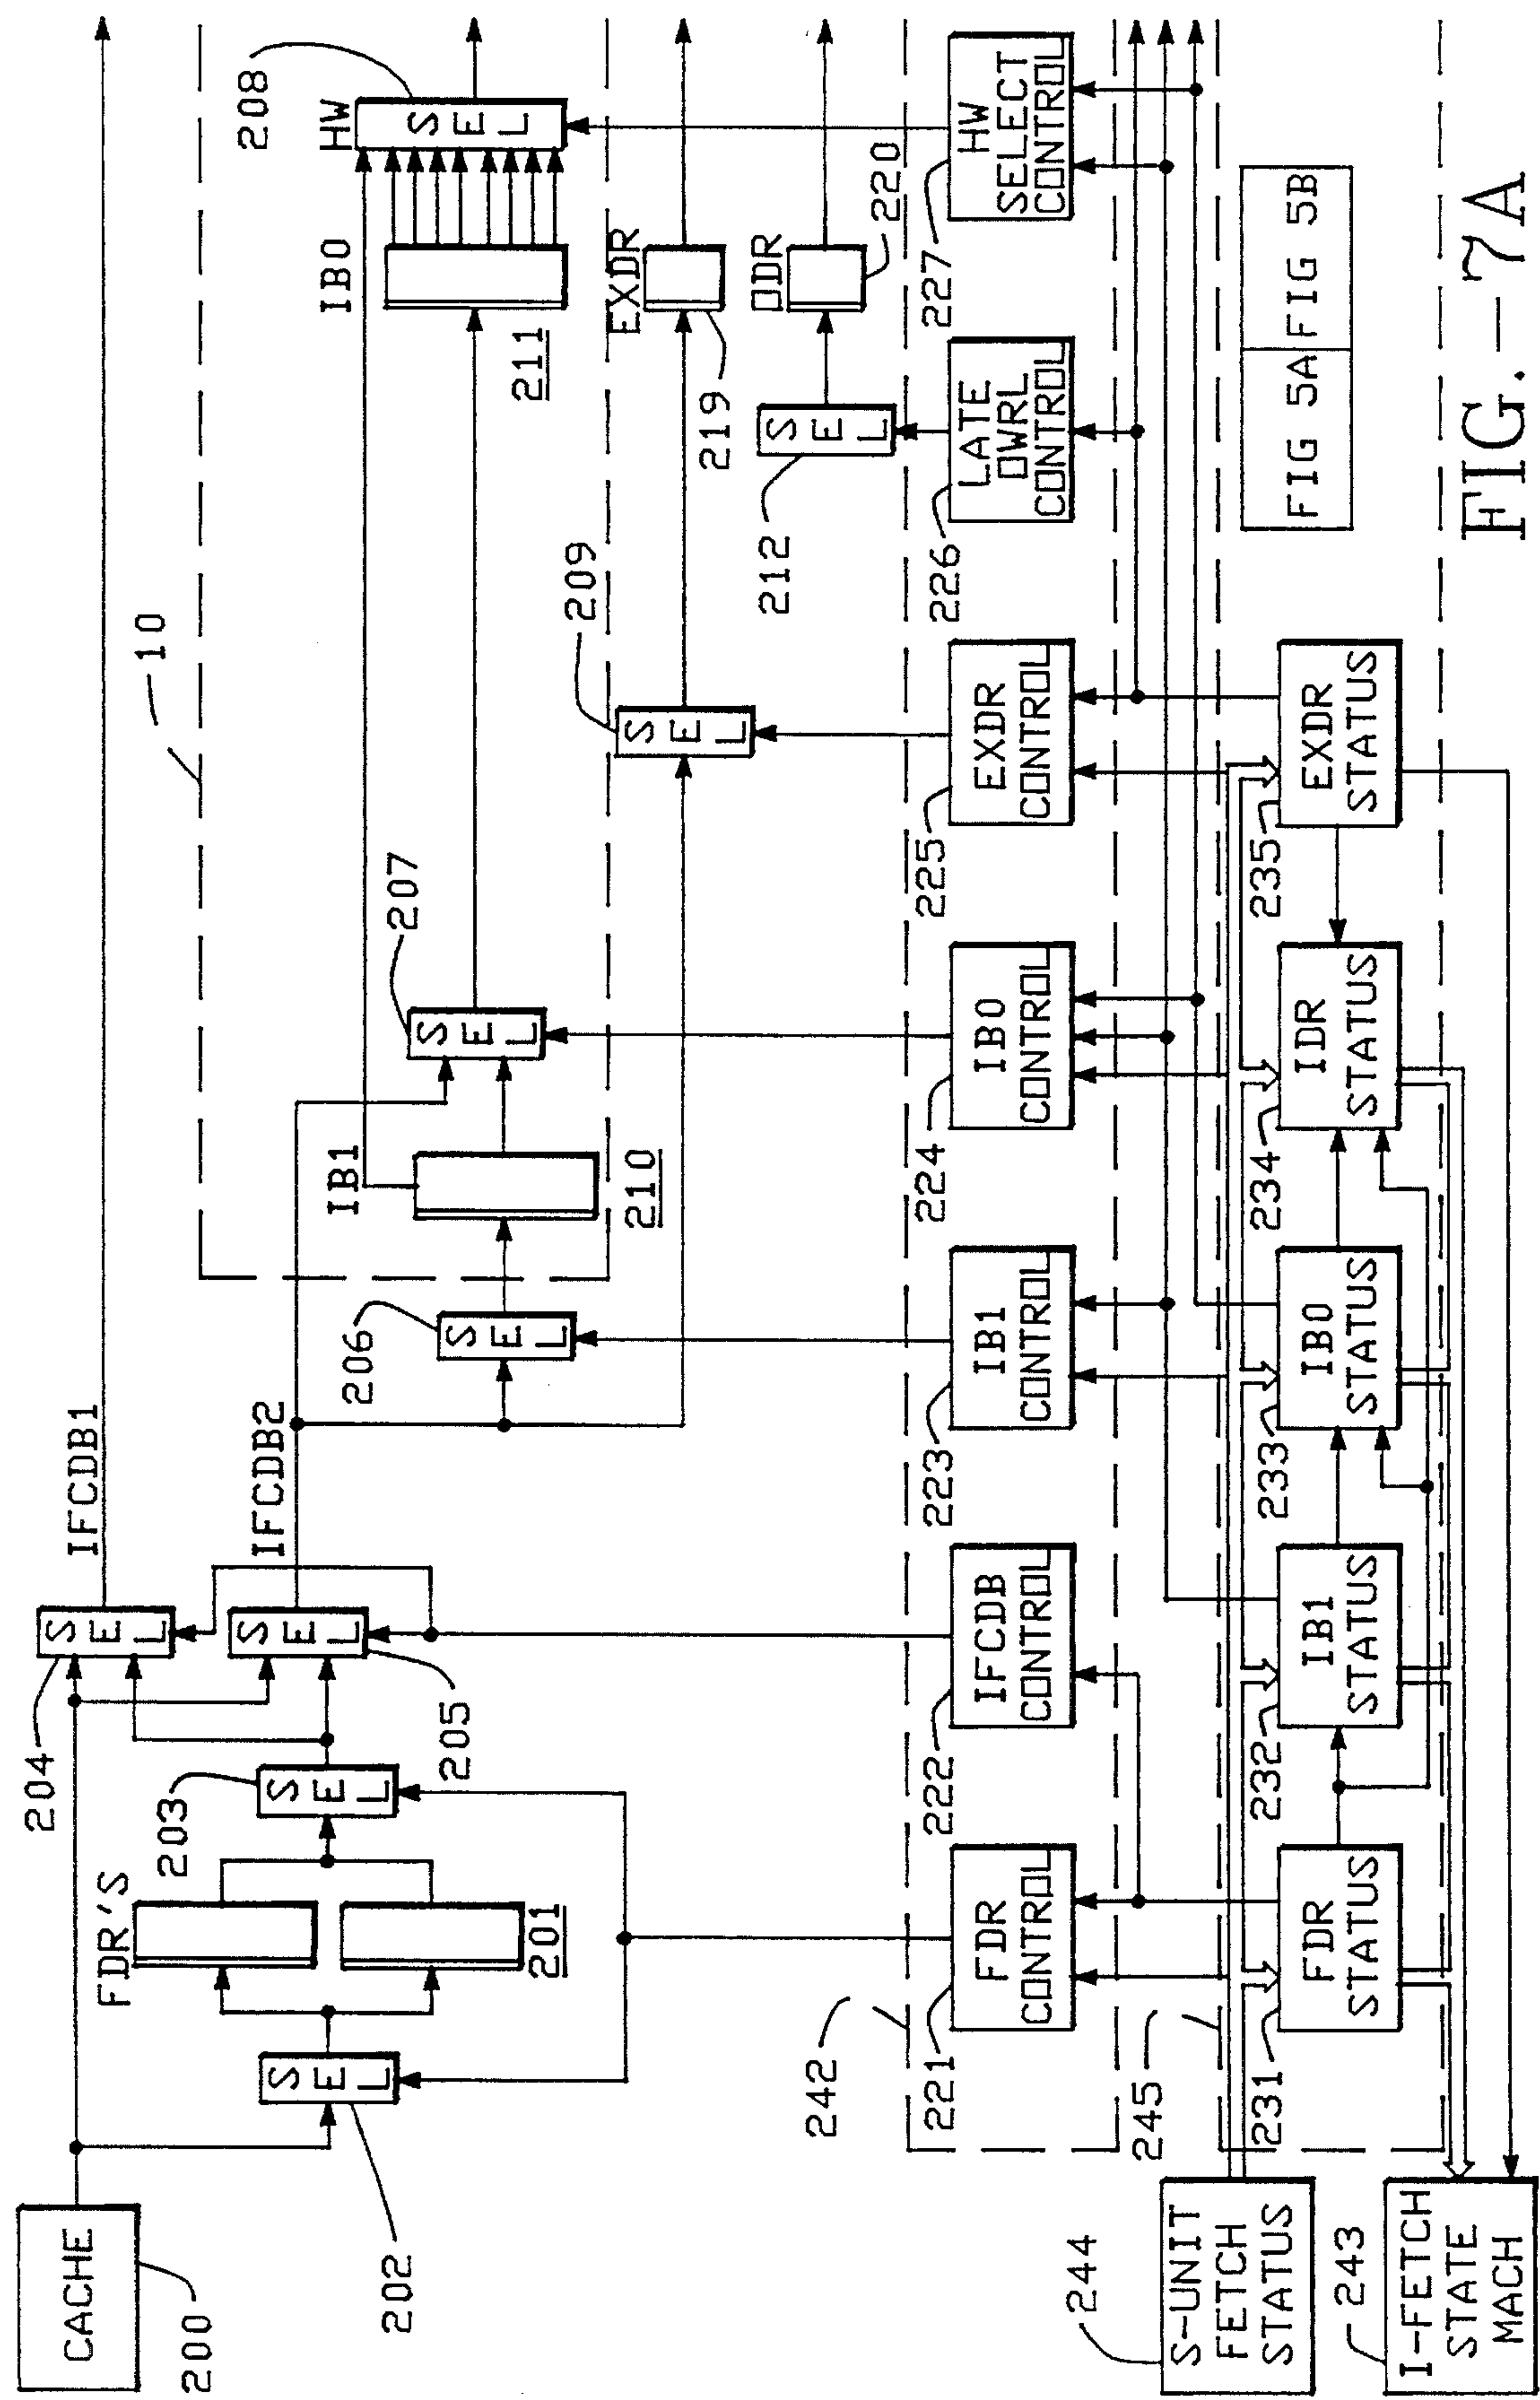 CACHE
200
202
SEL
FDR'S
201
203
SEL
204
SEL
205
SEL
IFCDB1
IFCDB2
206
SEL
IB1
210
207
SEL
10
209
SEL
212
SEL
IB0
211
EXDR
219
ODR
220
HW
208
SEL
242
221
FDR
CONTROL
222
IFCDB
CONTROL
223
IB1
CONTROL
224
IB0
CONTROL
225
EXDR
CONTROL
226
LATE
OWRL
CONTROL
227
HW
SELECT
CONTROL
245
244
S-UNIT
FETCH
STATUS
243
I-FETCH
STATE
MACH
231
FDR
STATUS
232
IB1
STATUS
233
IB0
STATUS
234
IDR
STATUS
235
EXDR
STATUS
FIG 5A
FIG 5B
FIG.-7A